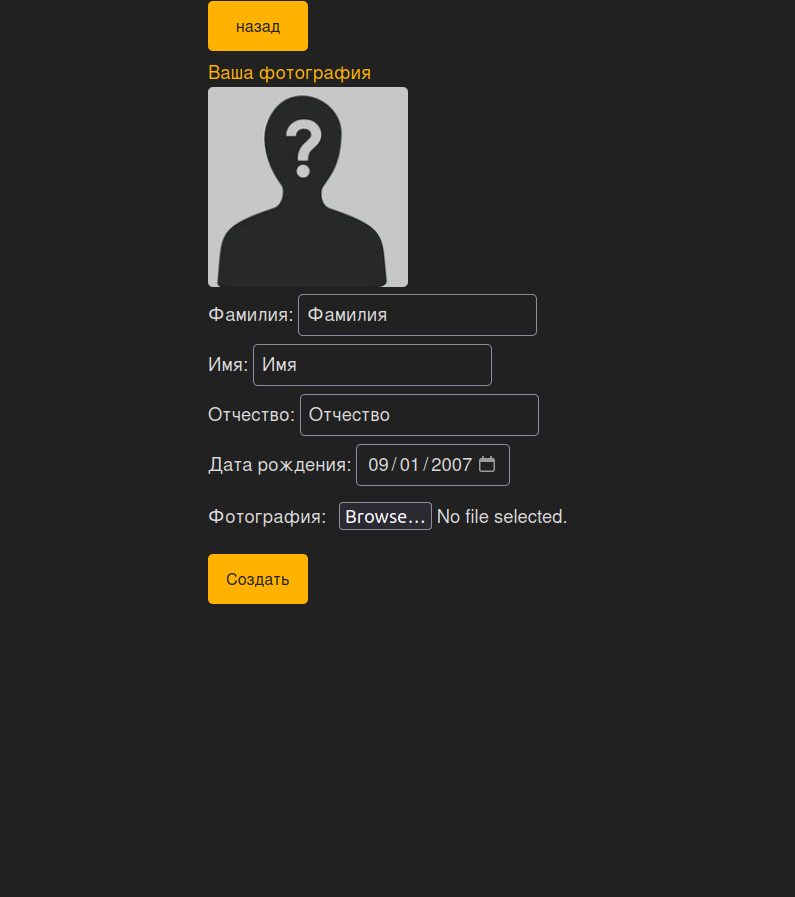 назад
Ваша фотография
?
Фамилия: Фамилия
Имя: Имя
Отчество: Отчество
Дата рождения: 09/01/2007
Фотография: Browse... No file selected.
Создать